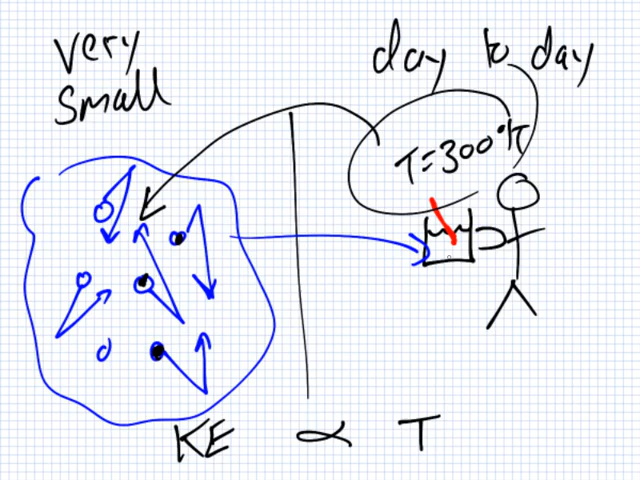 very
small
day to day
T=300°K
KE ∝ T